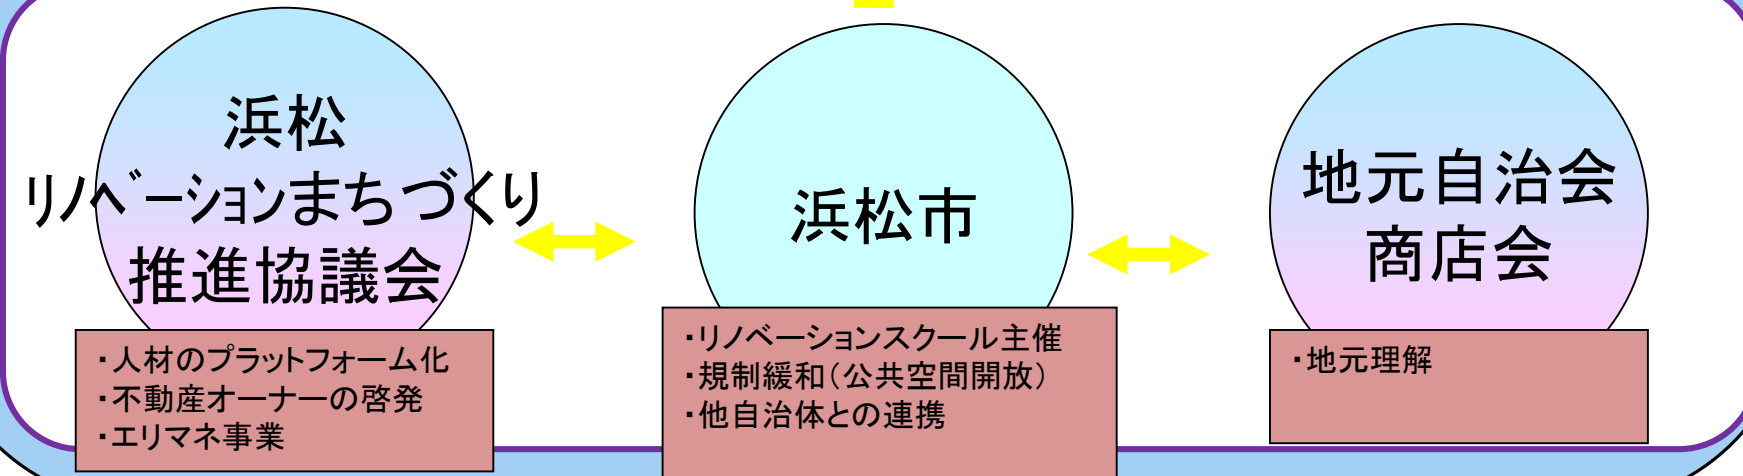 浜松
リノベーションまちづくり
推進協議会
・人材のプラットフォーム化
・不動産オーナーの啓発
・エリマネ事業
浜松市
・リノベーションスクール主催
・規制緩和（公共空間開放）
・他自治体との連携
地元自治会
商店会
・地元理解